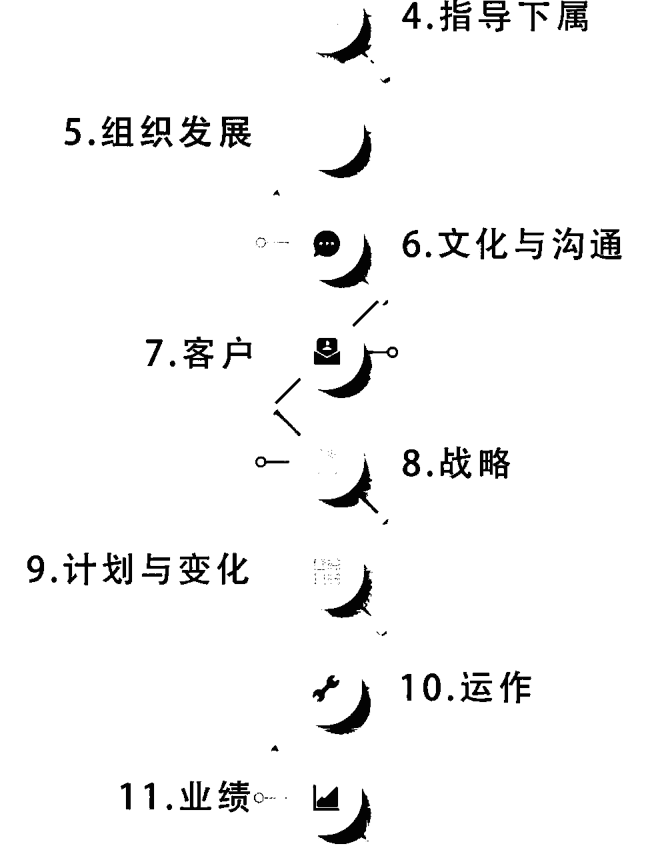 4.指导下属
5.组织发展
6.文化与沟通
7.客户
8.战略
9.计划与变化
10.运作
11.业绩